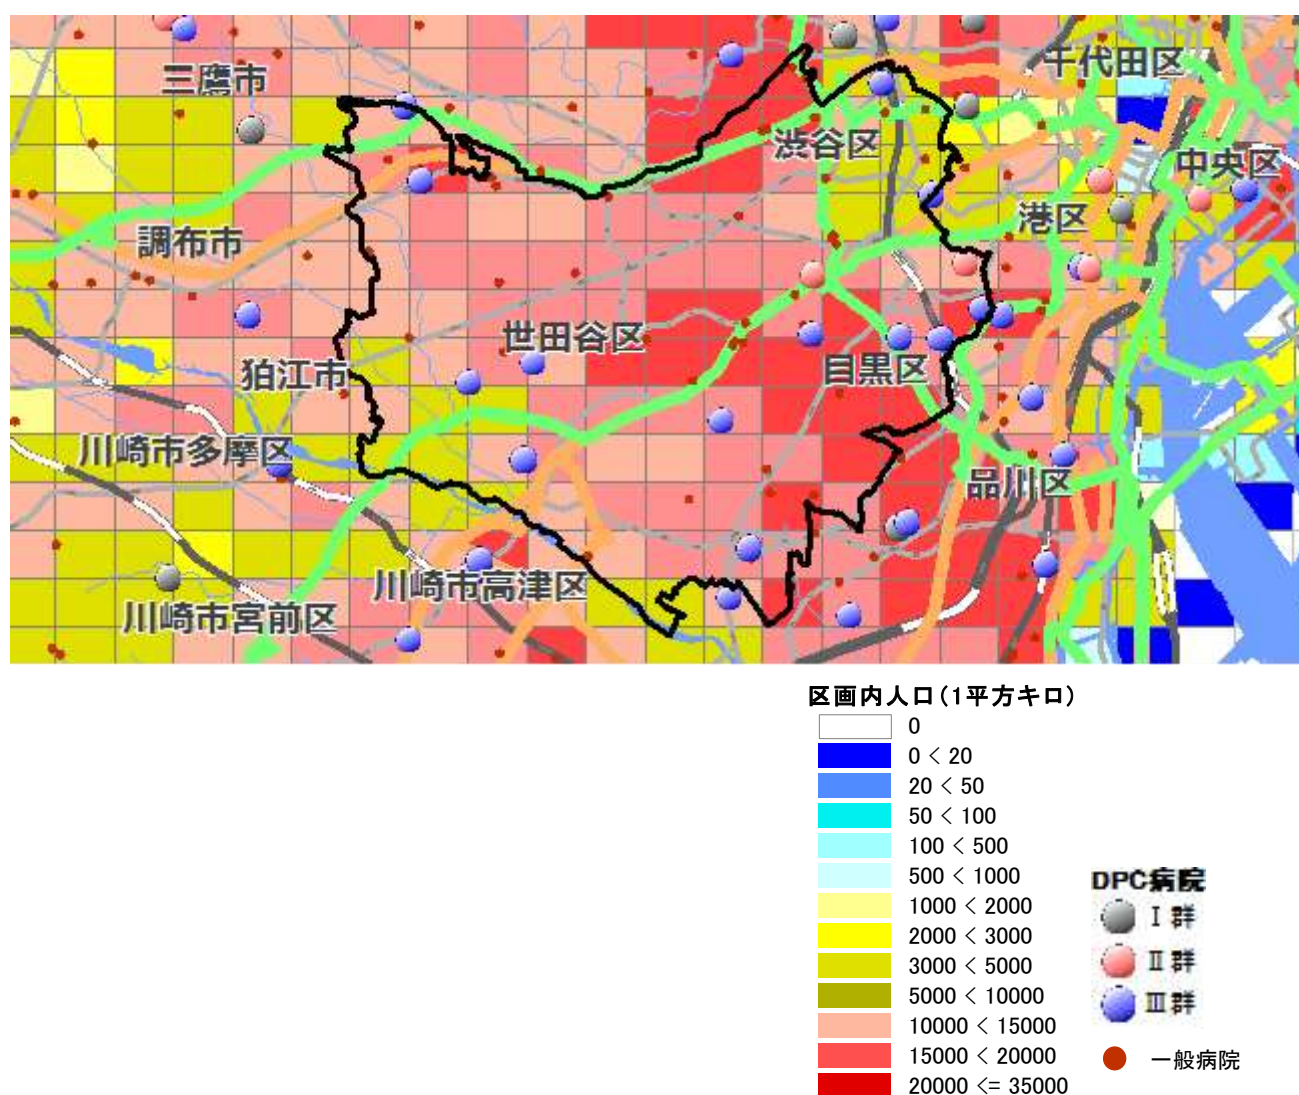 千代田区
三鷹市
渋谷区
中央区
港区
調布市
世田谷区
目黒区
狛江市
川崎市多摩区
品川区
川崎市高津区
川崎市宮前区
区画内人口(1平方キロ)
0
0 < 20
20 < 50
50 < 100
100 < 500
500 < 1000
1000 < 2000
2000 < 3000
3000 < 5000
5000 < 10000
10000 < 15000
15000 < 20000
20000 <= 35000
DPC病院
Ⅰ群
Ⅱ群
Ⅲ群
一般病院